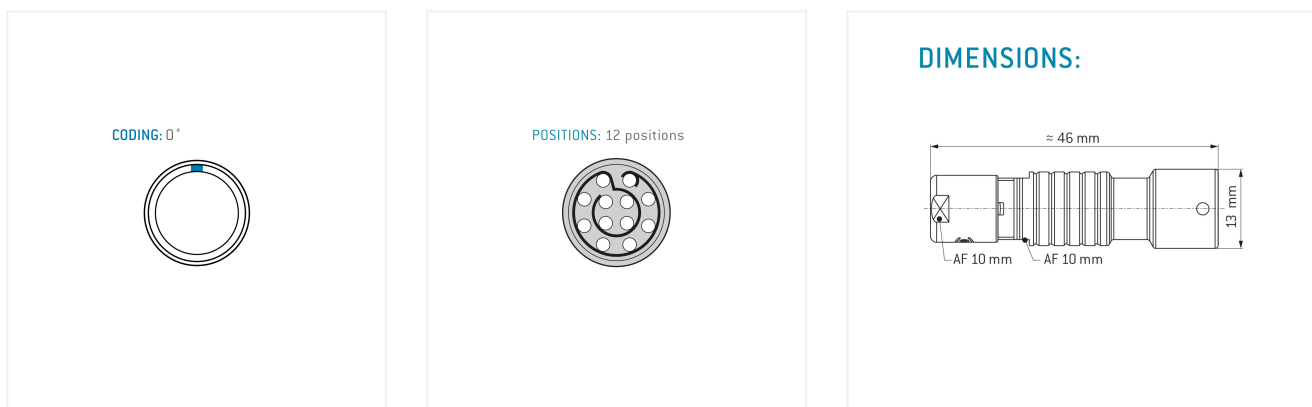 CODING: 0°
POSITIONS: 12 positions
DIMENSIONS:
≈ 46 mm
13 mm
AF 10 mm
AF 10 mm